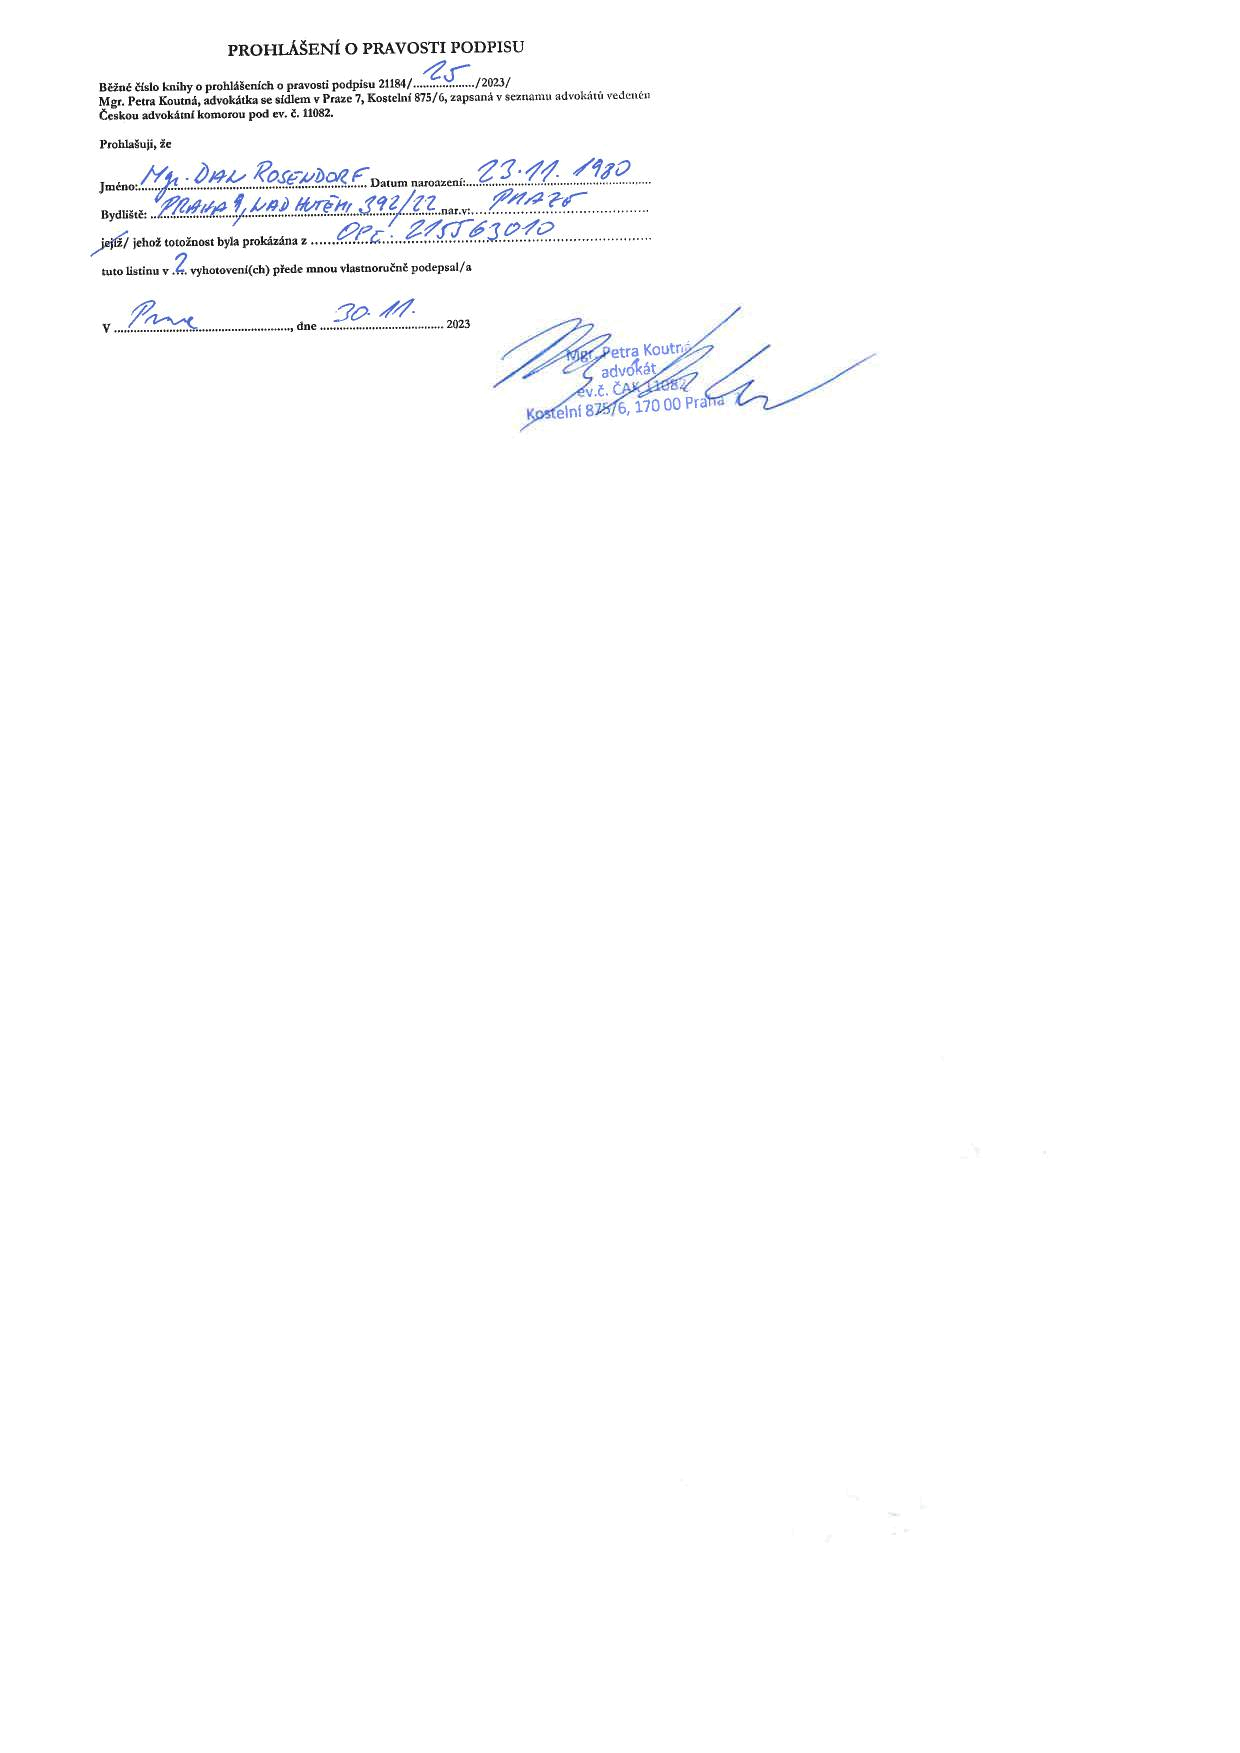 PROHLÁŠENÍ O PRAVOSTI PODPISU
Běžné číslo knihy o prohlášeních o pravosti podpisu 21184/....25..../2023/
Mgr. Petra Koutná, advokátka se sídlem v Praze 7, Kostelní 875/6, zapsaná v seznamu advokátů vedeném
Českou advokátní komorou pod ev. č. 11082.
Prohlašuji, že
Jméno: Mgr. DAN ROSENDORF Datum naroazení: 23.11. 1980
Bydliště: PRAHA 9, NAD HUTĚMI 392/22 nar.v: PRAZE
její̇ž/ jehož totožnost byla prokázána z OP č. 215563010
tuto listinu v 2 vyhotovení(ch) přede mnou vlastnoručně podepsal/a
V Praze, dne 30. 11. 2023
Mgr. Petra Koutná
advokát
ev.č. ČAK 11082
Kostelní 875/6, 170 00 Praha 7